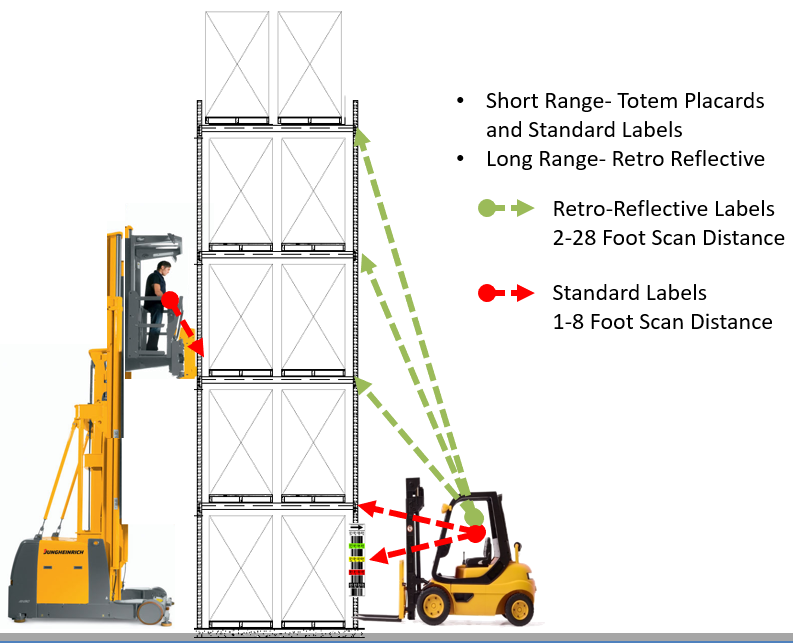 • Short Range- Totem Placards
and Standard Labels
• Long Range- Retro Reflective
Retro-Reflective Labels
2-28 Foot Scan Distance
Standard Labels
1-8 Foot Scan Distance
JUNGHEINRICH